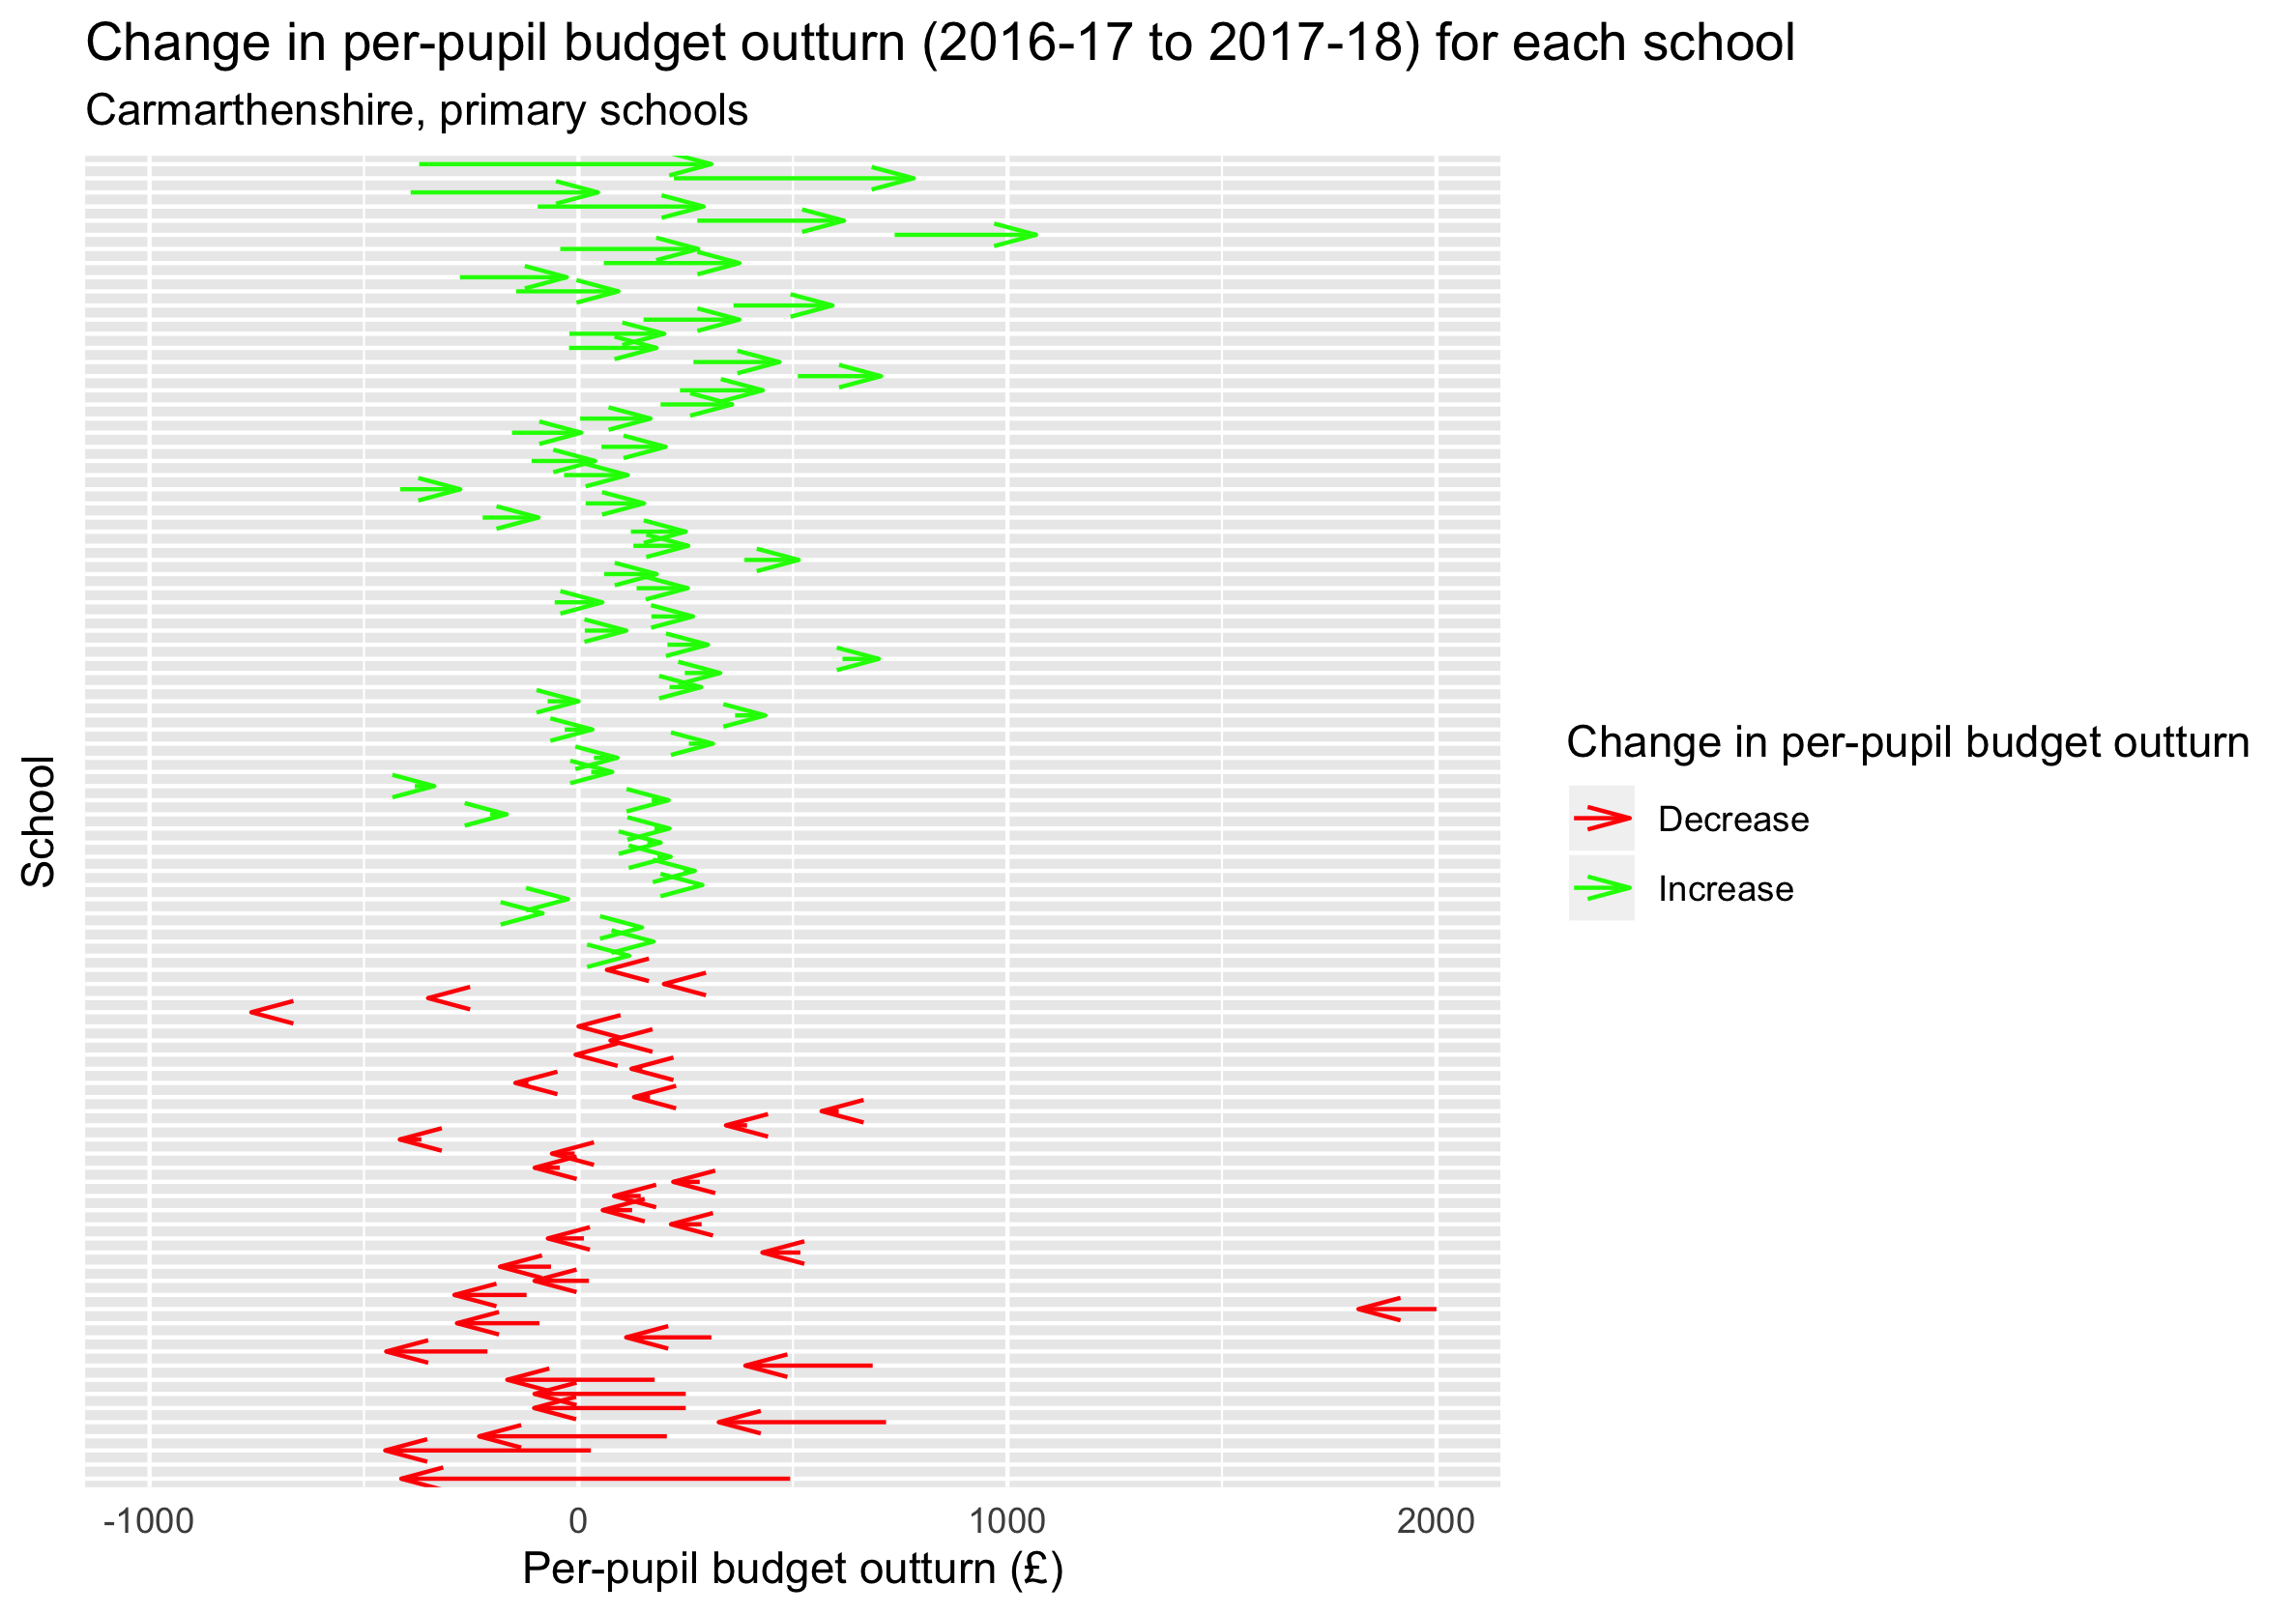 Change in per-pupil budget outturn (2016-17 to 2017-18) for each school
Carmarthenshire, primary schools
School
Change in per-pupil budget outturn
Decrease
Increase
-1000 0 1000 2000
Per-pupil budget outturn (£)